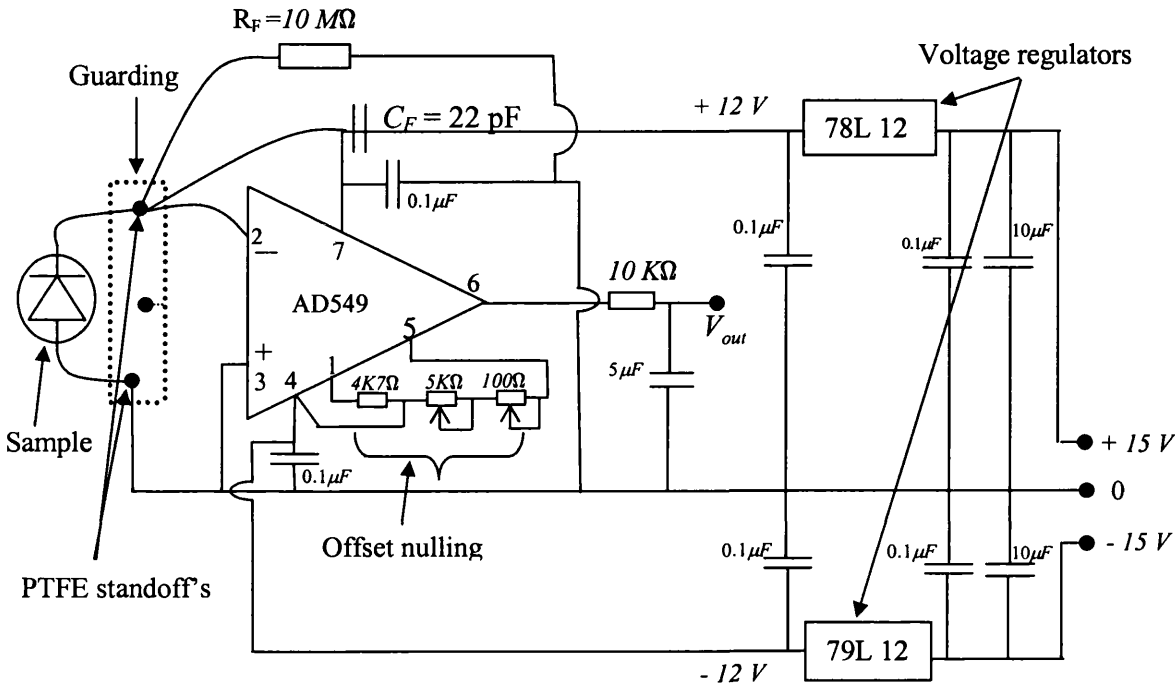 R_F = 10 MΩ
Voltage regulators
Guarding
+ 12 V
78L 12
C_F = 22 pF
0.1μF
0.1μF
0.1μF
10μF
2
−
7
6
10 KΩ
AD549
V_out
5
+
3
4
1
4K7Ω
5KΩ
100Ω
5μF
Sample
0.1μF
+ 15 V
0
Offset nulling
0.1μF
0.1μF
10μF
- 15 V
PTFE standoff's
79L 12
- 12 V